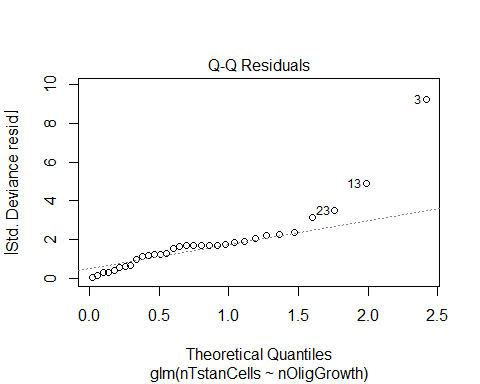 Q-Q Residuals
|Std. Deviance resid.|
10
8
6
4
2
0
3
13
23
0.0 0.5 1.0 1.5 2.0 2.5
Theoretical Quantiles
glm(nTstanCells ~ nOligGrowth)